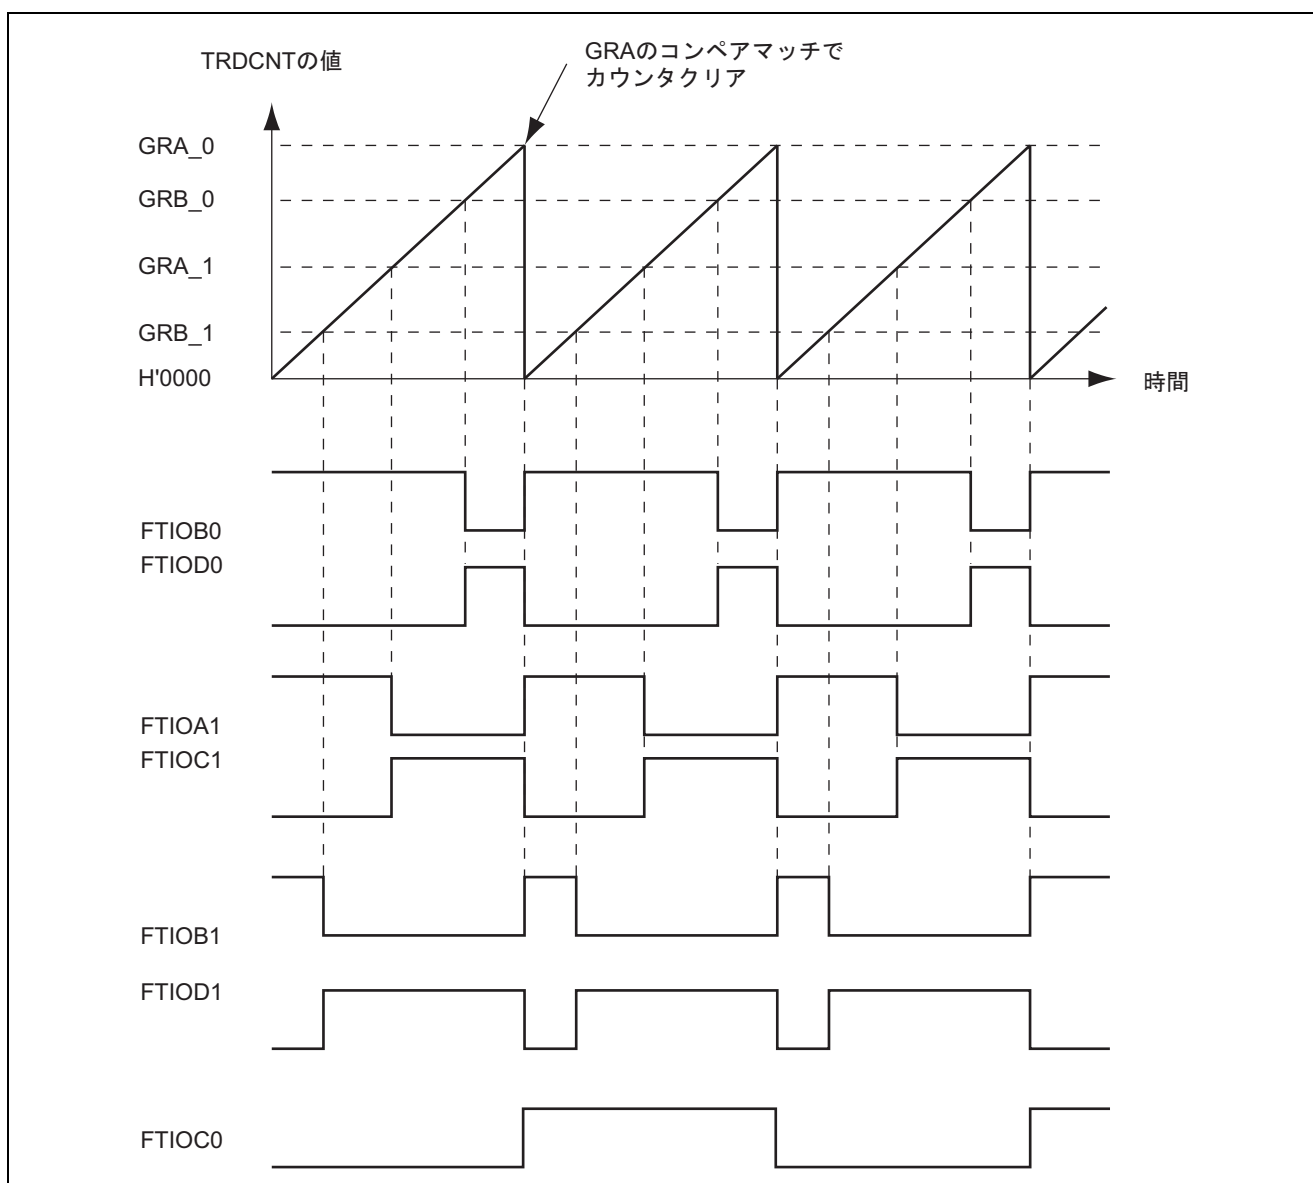 TRDCNTの値
GRAのコンペアマッチで
カウンタクリア
GRA_0
GRB_0
GRA_1
GRB_1
H'0000
時間
FTIOB0
FTIOD0
FTIOA1
FTIOC1
FTIOB1
FTIOD1
FTIOC0